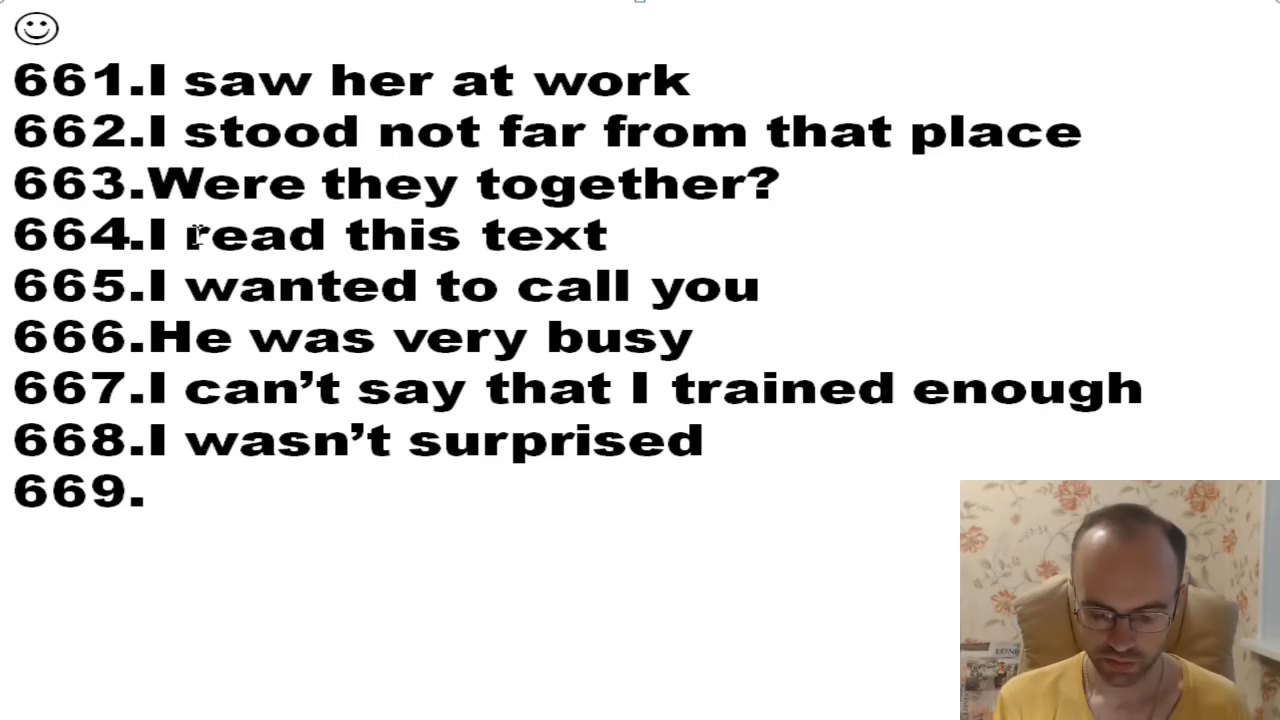 661.I saw her at work
662.I stood not far from that place
663.Were they together?
664.I read this text
665.I wanted to call you
666.He was very busy
667.I can’t say that I trained enough
668.I wasn’t surprised
669.